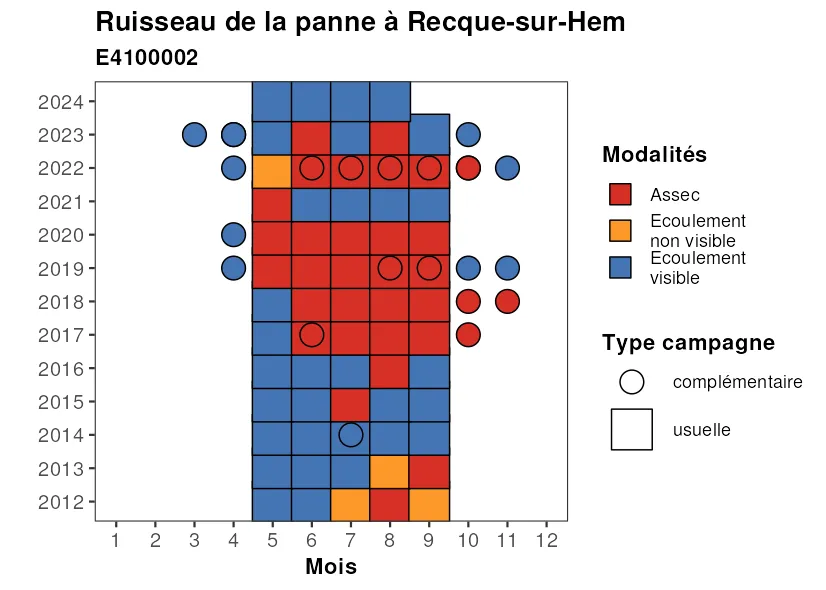 Ruisseau de la panne à Recque-sur-Hem
E4100002
2024
2023
2022
2021
2020
2019
2018
2017
2016
2015
2014
2013
2012
1 2 3 4 5 6 7 8 9 10 11 12
Mois
Modalités
Assec
Ecoulement
non visible
Ecoulement
visible
Type campagne
complémentaire
usuelle